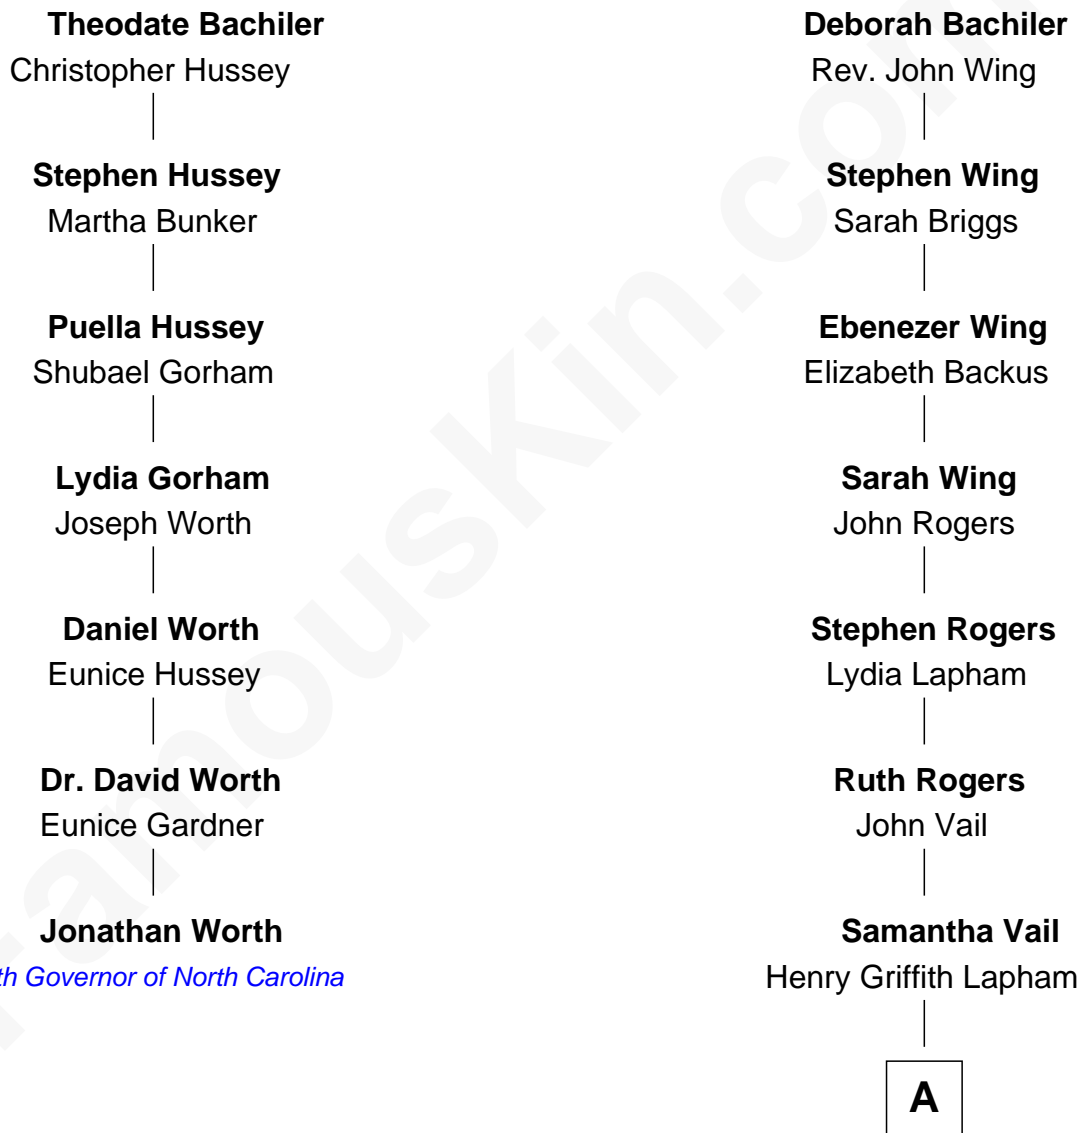 Theodate Bachiler
Christopher Hussey
Stephen Hussey
Martha Bunker
Puella Hussey
Shubael Gorham
Lydia Gorham
Joseph Worth
Daniel Worth
Eunice Hussey
Dr. David Worth
Eunice Gardner
Jonathan Worth
th Governor of North Carolina
Deborah Bachiler
Rev. John Wing
Stephen Wing
Sarah Briggs
Ebenezer Wing
Elizabeth Backus
Sarah Wing
John Rogers
Stephen Rogers
Lydia Lapham
Ruth Rogers
John Vail
Samantha Vail
Henry Griffith Lapham
A
FamousKin.com